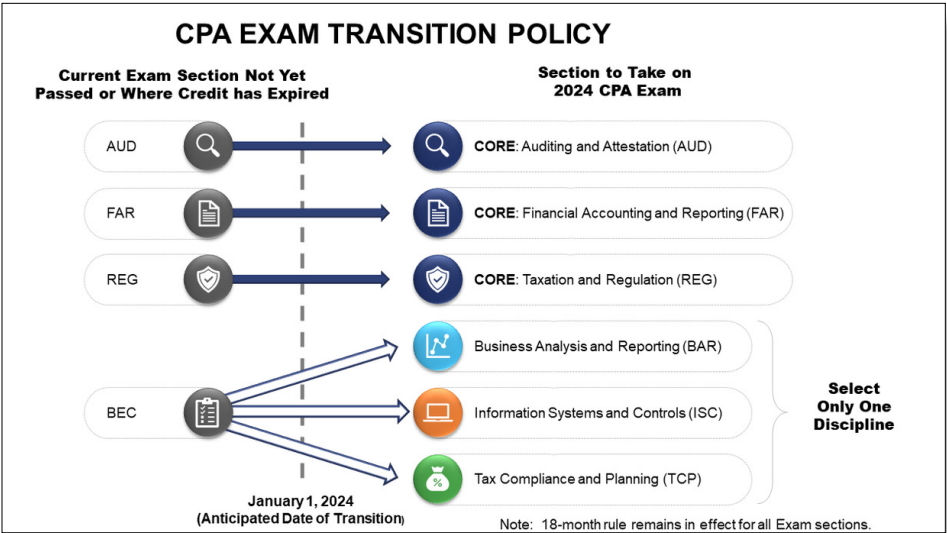 CPA EXAM TRANSITION POLICY
Current Exam Section Not Yet
Passed or Where Credit has Expired
Section to Take on
2024 CPA Exam
AUD
CORE: Auditing and Attestation (AUD)
FAR
CORE: Financial Accounting and Reporting (FAR)
REG
CORE: Taxation and Regulation (REG)
BEC
Business Analysis and Reporting (BAR)
Information Systems and Controls (ISC)
%
Tax Compliance and Planning (TCP)
Select
Only One
Discipline
January 1, 2024
(Anticipated Date of Transition)
Note: 18-month rule remains in effect for all Exam sections.